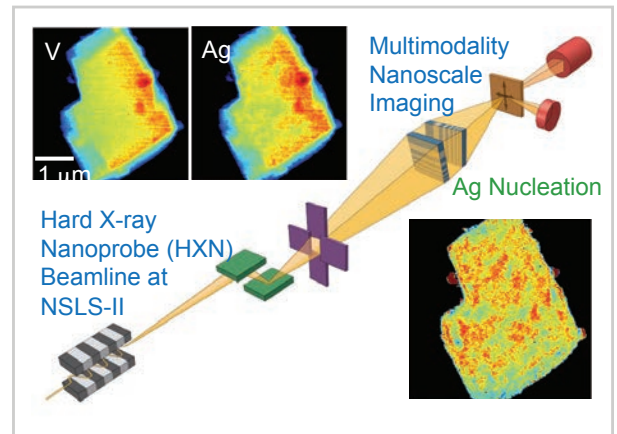 V
Ag
1 µm
Multimodality
Nanoscale
Imaging
Ag Nucleation
Hard X-ray
Nanoprobe (HXN)
Beamline at
NSLS-II